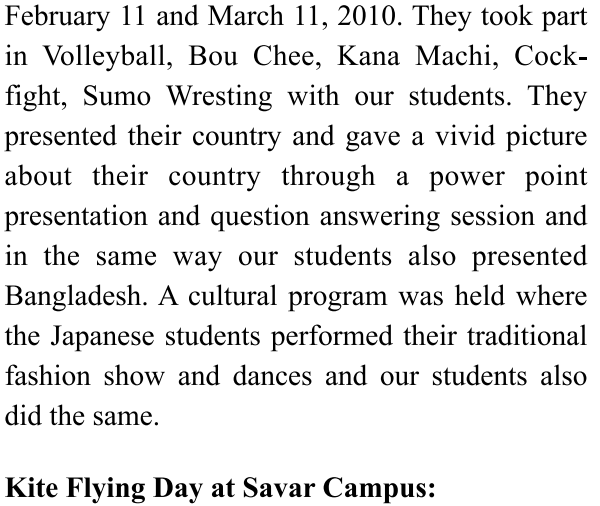 February 11 and March 11, 2010. They took part
in Volleyball, Bou Chee, Kana Machi, Cock-
fight, Sumo Wresting with our students. They
presented their country and gave a vivid picture
about their country through a power point
presentation and question answering session and
in the same way our students also presented
Bangladesh. A cultural program was held where
the Japanese students performed their traditional
fashion show and dances and our students also
did the same.
Kite Flying Day at Savar Campus: